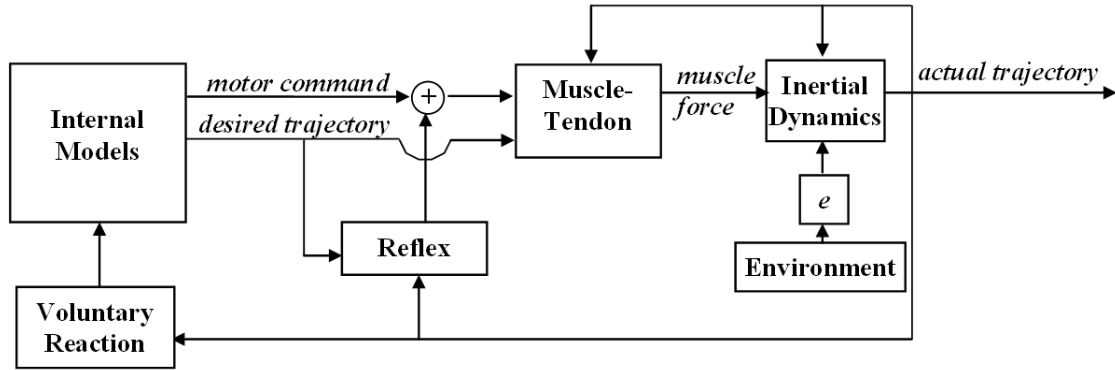 Internal
Models
motor command
desired trajectory
+
Muscle-
Tendon
muscle
force
Inertial
Dynamics
actual trajectory
e
Environment
Reflex
Voluntary
Reaction